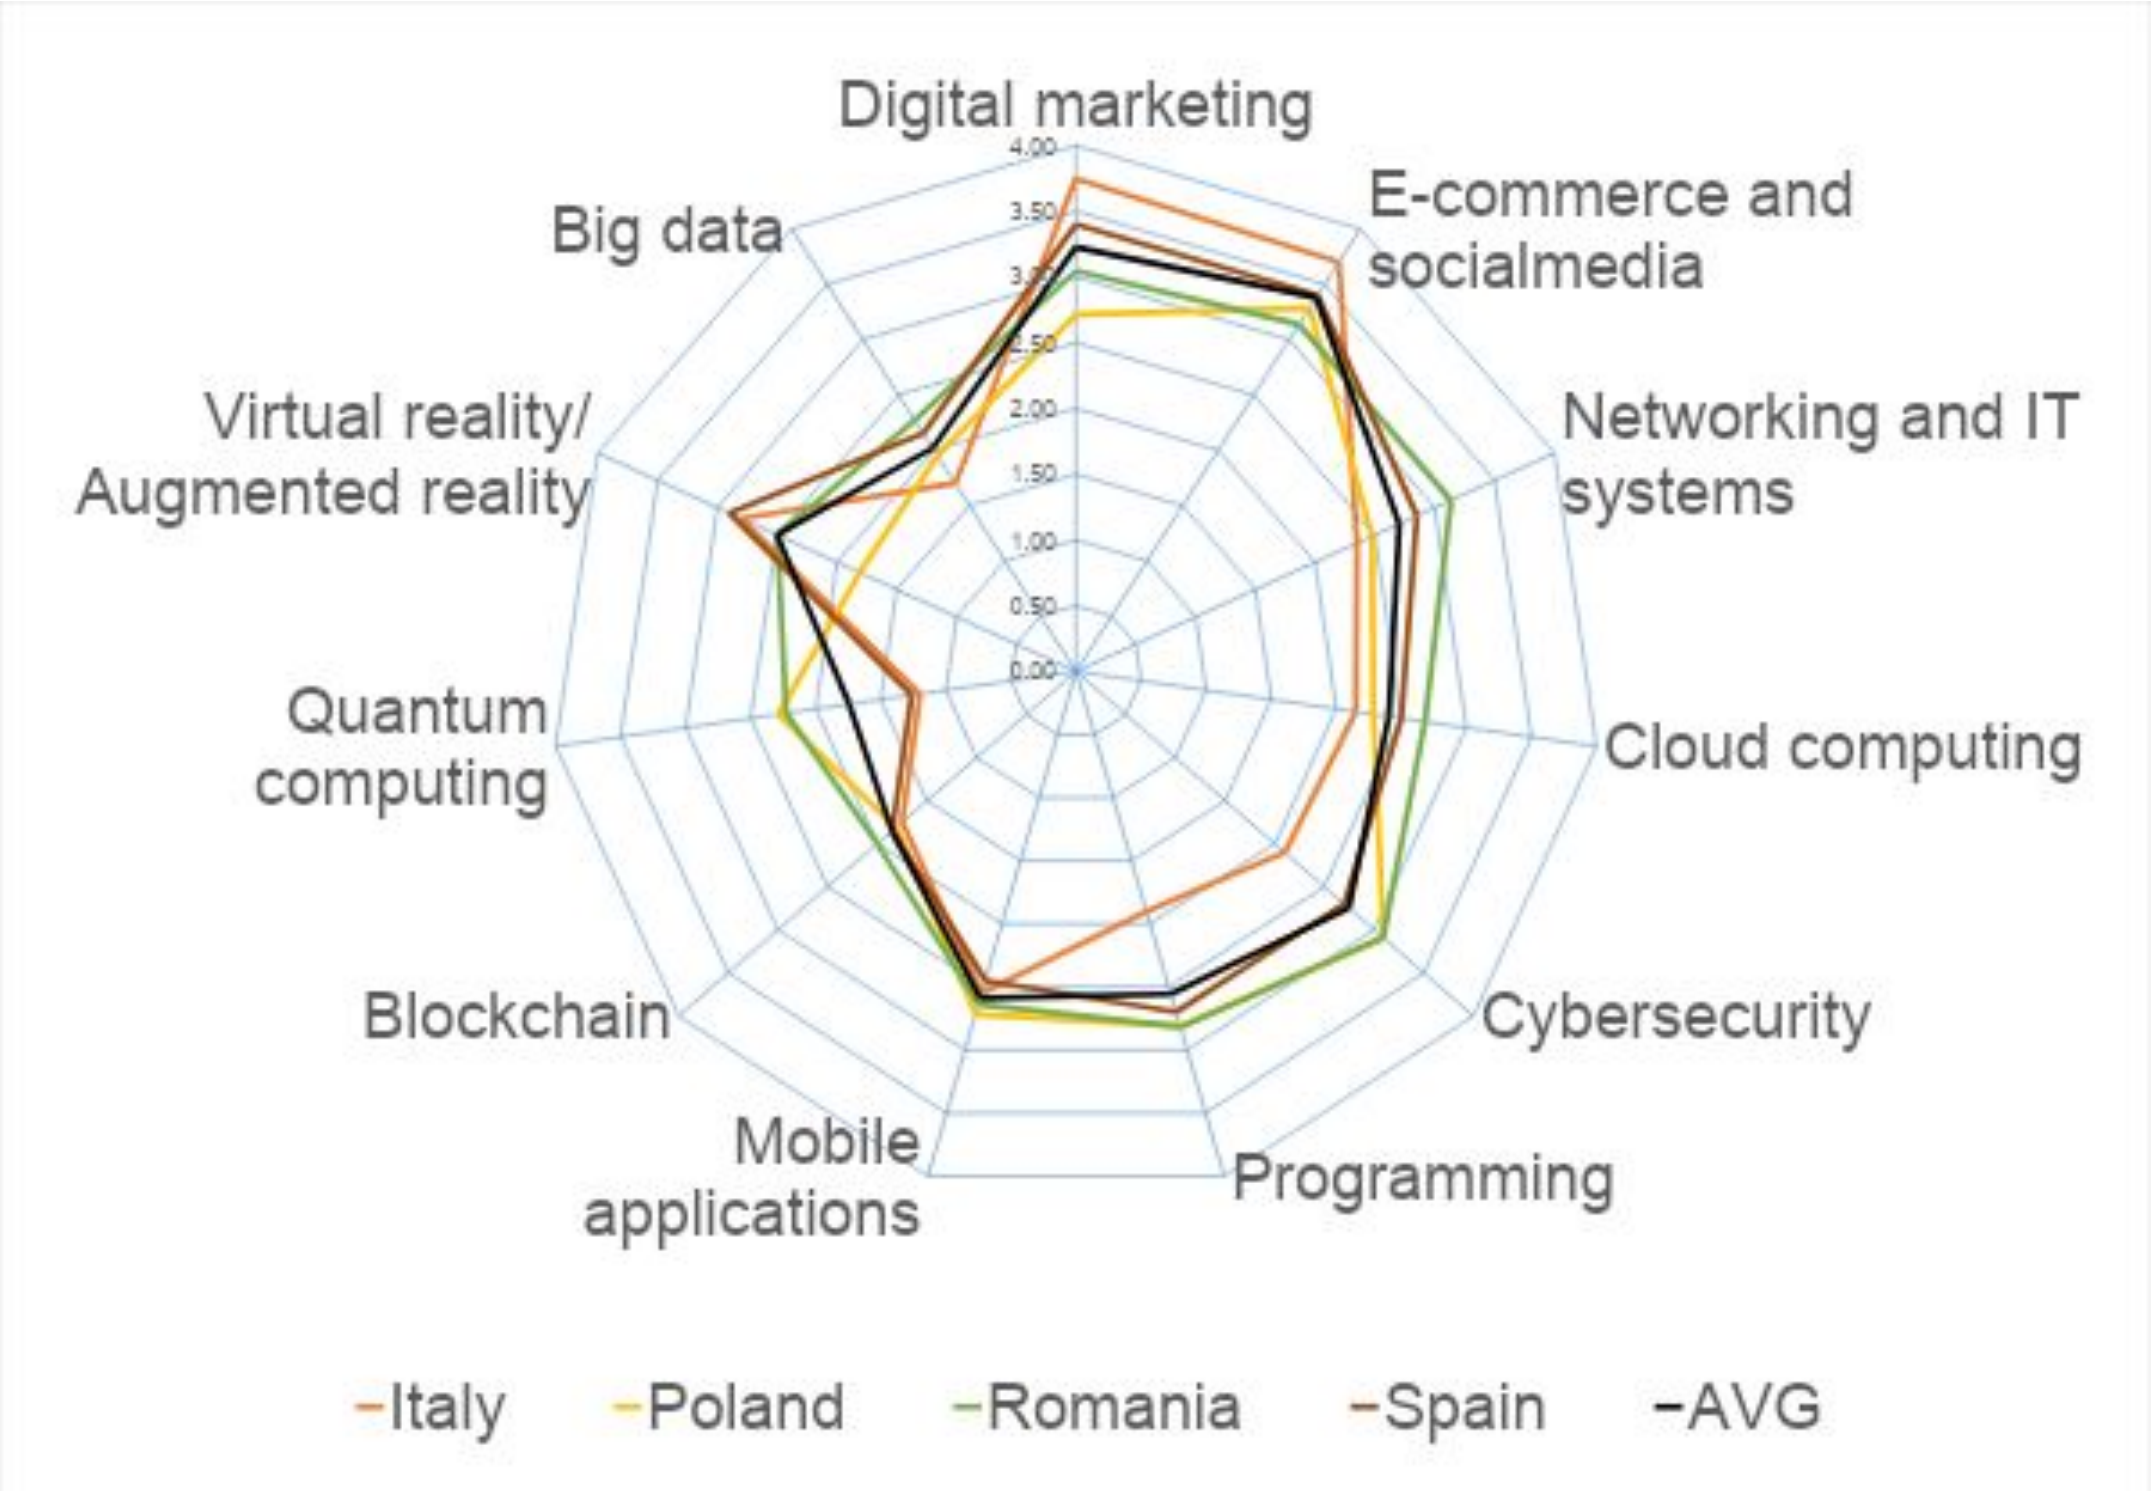 Digital marketing
4.00
3.50
3.00
2.50
2.00
1.50
1.00
0.50
0.00
E-commerce and
socialmedia
Networking and IT
systems
Cloud computing
Cybersecurity
Programming
Mobile
applications
Blockchain
Quantum
computing
Virtual reality/
Augmented reality
Big data
Italy
Poland
Romania
Spain
AVG